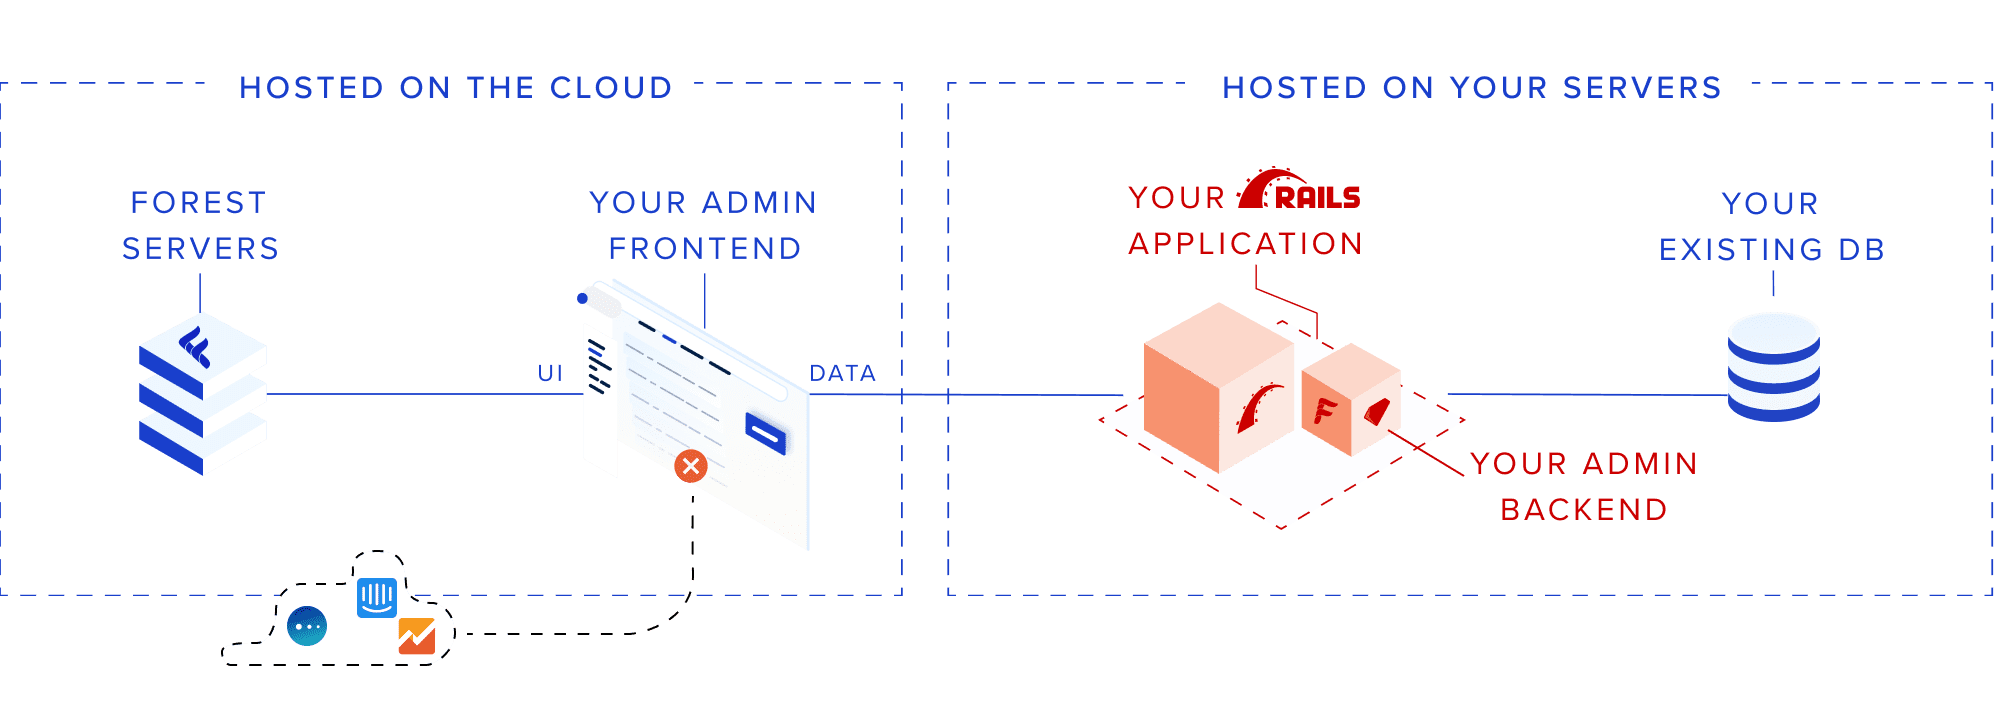 HOSTED ON THE CLOUD
HOSTED ON YOUR SERVERS
FOREST
SERVERS
YOUR ADMIN
FRONTEND
YOUR RAILS
APPLICATION
YOUR
EXISTING DB
UI
DATA
YOUR ADMIN
BACKEND